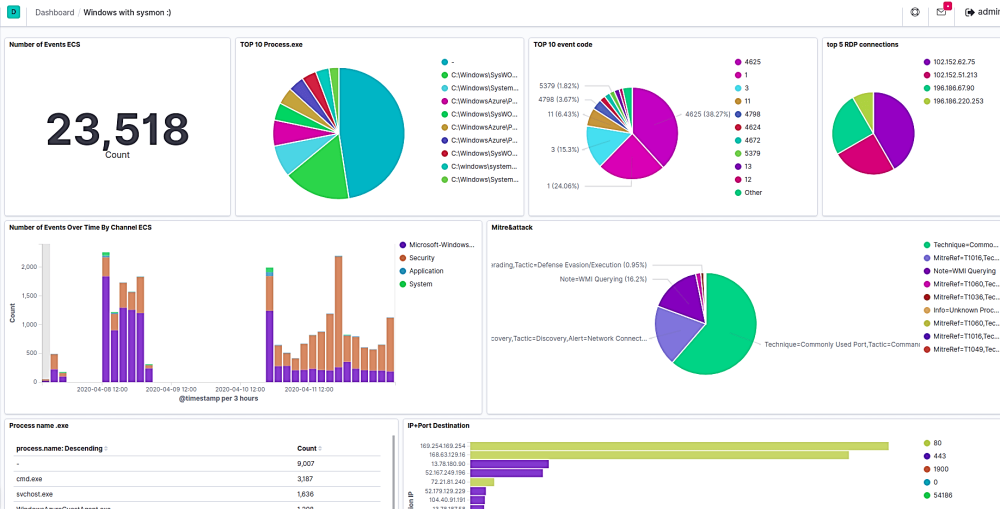 D Dashboard / Windows with sysmon :) admin
Number of Events ECS
23,518
Count
TOP 10 Process.exe
-
C:\Windows\SysWO...
C:\Windows\System...
C:\WindowsAzure\P...
C:\Windows\SysWO...
C:\WindowsAzure\P...
C:\WindowsAzure\P...
C:\Windows\SysWO...
C:\windows\system...
C:\Windows\System...
TOP 10 event code
5379 (1.82%)
4798 (3.67%)
11 (6.43%)
3 (15.3%)
1 (24.06%)
4625 (38.27%)
4625
1
3
11
4798
4624
4672
5379
13
12
Other
top 5 RDP connections
102.152.62.75
102.152.51.213
196.186.67.90
196.186.220.253
Number of Events Over Time By Channel ECS
Count
2,000
1,500
1,000
500
0
2020-04-08 12:00
2020-04-09 12:00
2020-04-10 12:00
2020-04-11 12:00
@timestamp per 3 hours
Microsoft-Windows...
Security
Application
System
Mitre&attack
erading,Tactic=Defense Evasion/Execution (0.95%)
Note=WMI Querying (16.2%)
overy,Tactic=Discovery,Alert=Network Connect...
Technique=Commonly Used Port,Tactic=Comman
Technique=Commo...
MitreRef=T1016,Tec...
Note=WMI Querying
MitreRef=T1060,Tec...
MitreRef=T1036,Tec...
Info=Unknown Proc...
MitreRef=T1060,Tec...
MitreRef=T1016,Tec...
MitreRef=T1049,Tec...
Process name .exe
process.name: Descending Count
- 9,007
cmd.exe 3,187
svchost.exe 1,636
IP+Port Destination
169.254.169.254
168.63.129.16
13.78.180.90
52.167.249.196
72.21.81.240
52.179.129.229
104.40.91.191
80
443
1900
0
54186